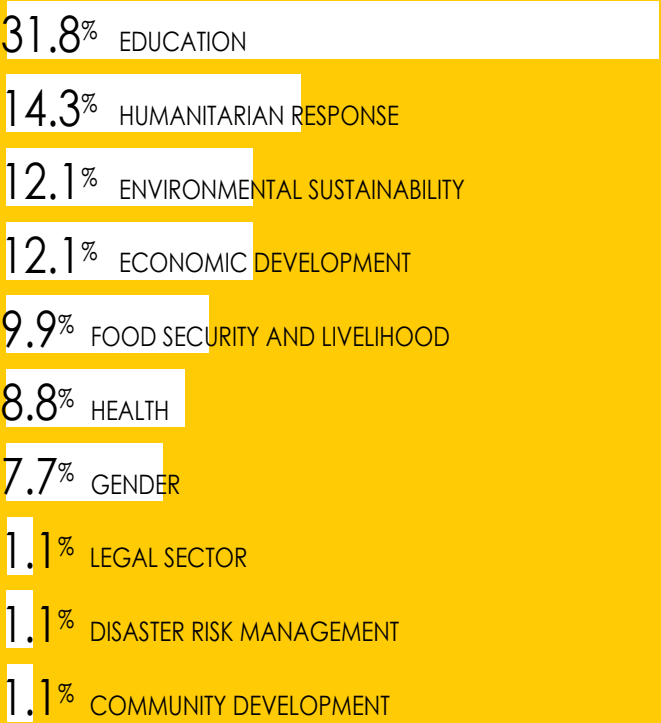 31.8% EDUCATION
14.3% HUMANITARIAN RESPONSE
12.1% ENVIRONMENTAL SUSTAINABILITY
12.1% ECONOMIC DEVELOPMENT
9.9% FOOD SECURITY AND LIVELIHOOD
8.8% HEALTH
7.7% GENDER
1.1% LEGAL SECTOR
1.1% DISASTER RISK MANAGEMENT
1.1% COMMUNITY DEVELOPMENT